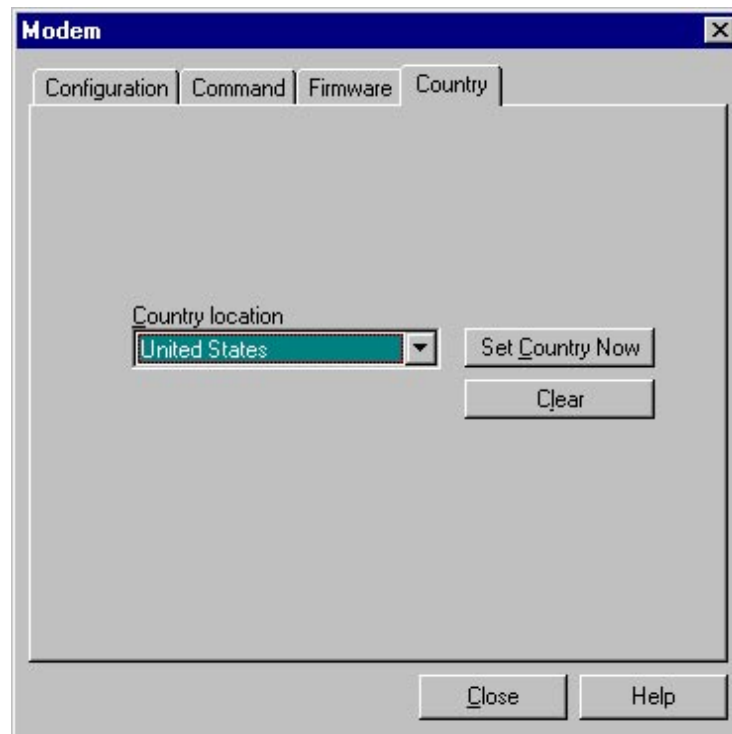 Modem
Configuration Command Firmware Country
Country location
United States Set Country Now
Clear
Close Help